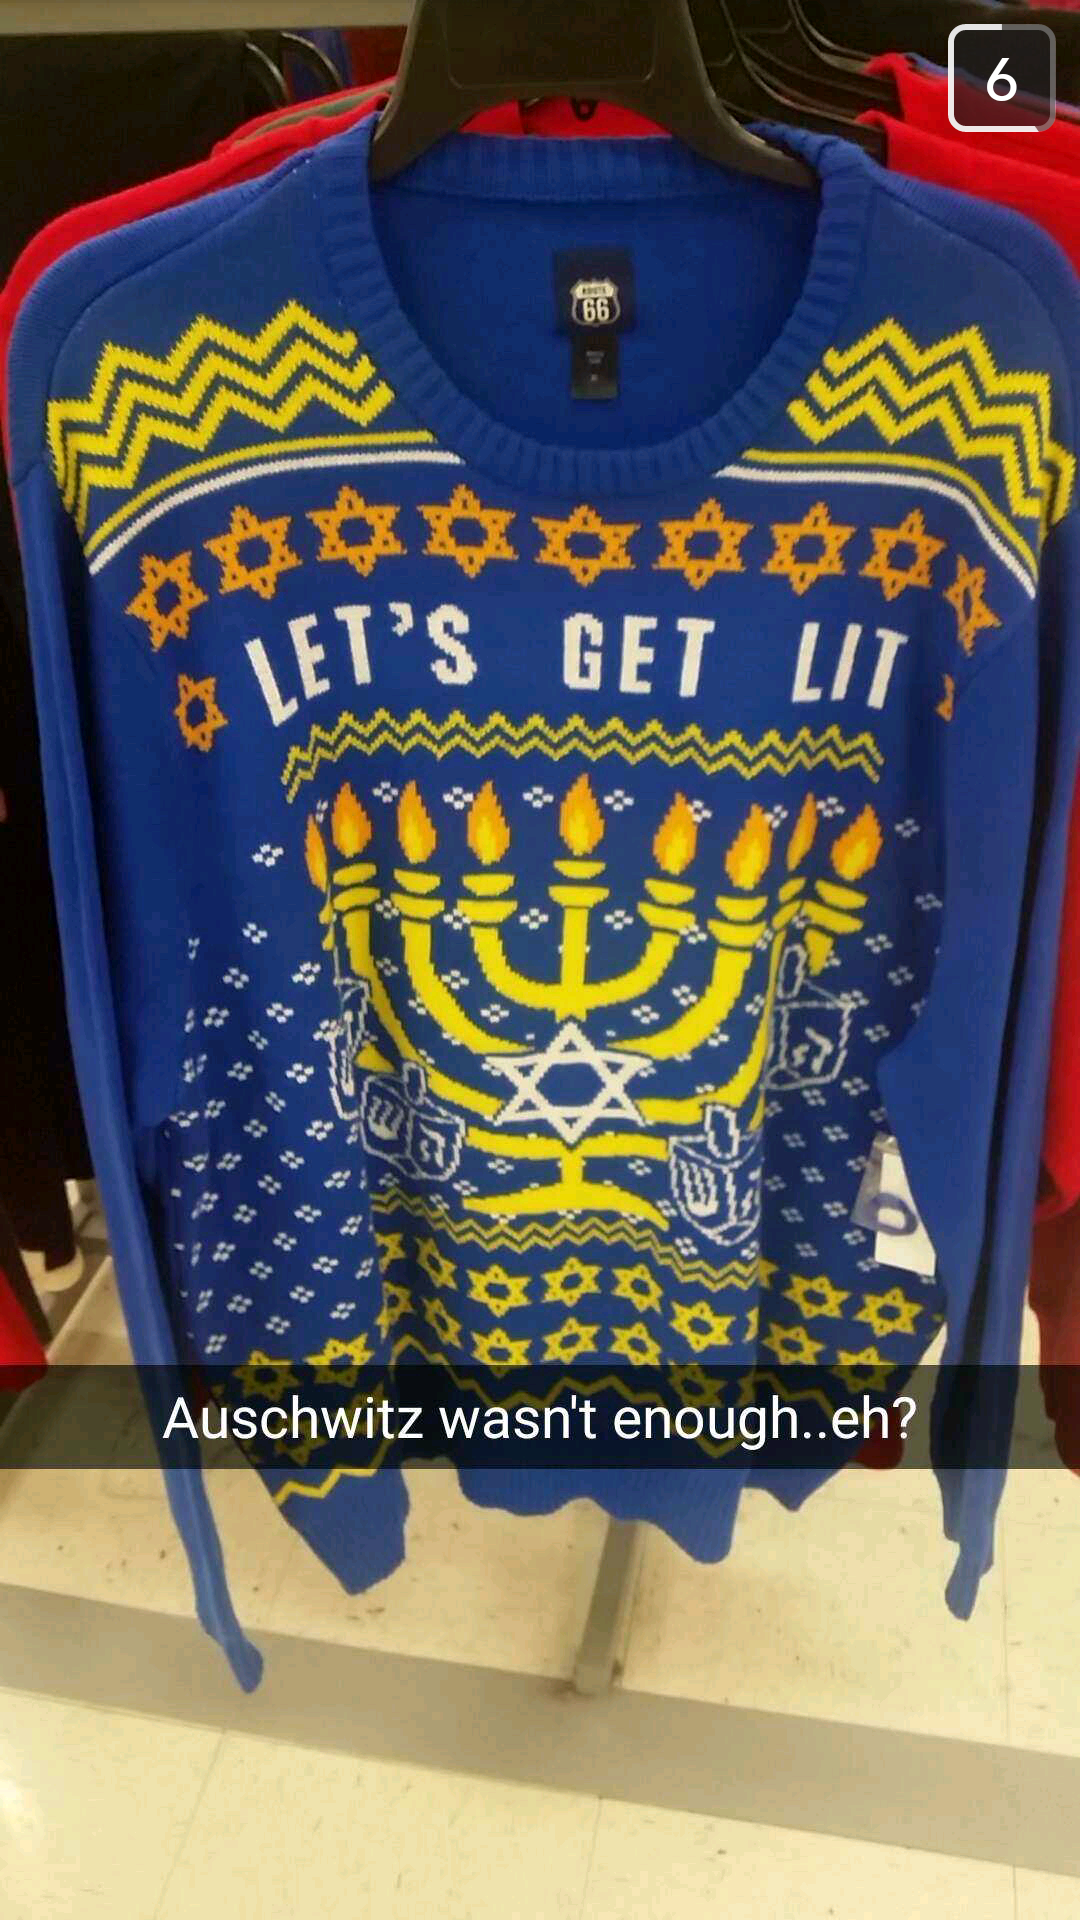 6
ROUTE
66
LET'S GET LIT
ש ה
ש
ה
Auschwitz wasn't enough..eh?